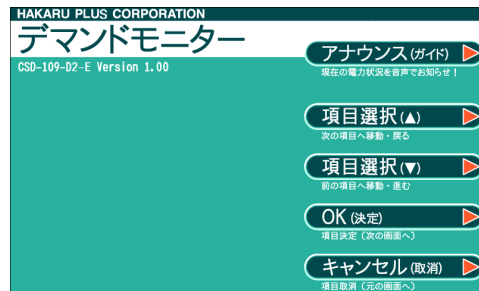 HAKARU PLUS CORPORATION
デマンドモニター
CSD-109-D2-E Version 1.00
アナウンス(ガイド)
現在の電力状況を音声でお知らせ!
項目選択(▲)
次の項目へ移動・戻る
項目選択(▼)
前の項目へ移動・進む
OK(決定)
項目決定(次の画面へ)
キャンセル(取消)
項目取消(元の画面へ)